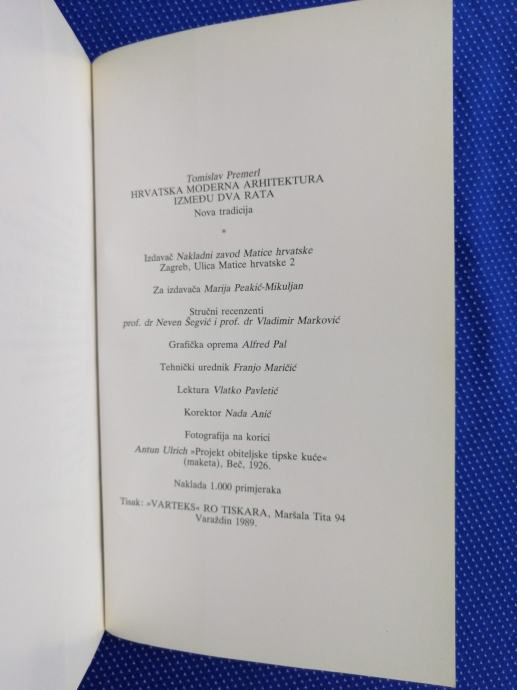 Tomislav Premerl
HRVATSKA MODERNA ARHITEKTURA
IZMEĐU DVA RATA
Nova tradicija
*
Izdavač Nakladni zavod Matice hrvatske
Zagreb, Ulica Matice hrvatske 2
Za izdavača Marija Peakić-Mikuljan
Stručni recenzenti
prof. dr Neven Šegvić i prof. dr Vladimir Marković
Grafička oprema Alfred Pal
Tehnički urednik Franjo Maričić
Lektura Vlatko Pavletić
Korektor Nada Anić
Fotografija na korici
Antun Ulrich »Projekt obiteljske tipske kuće«
(maketa), Beč, 1926.
Naklada 1.000 primjeraka
Tisak: »VARTEKS« RO TISKARA, Maršala Tita 94
Varaždin 1989.